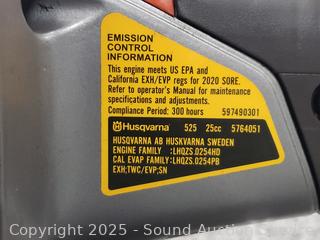 EMISSION
CONTROL
INFORMATION
This engine meets US EPA and
California EXH/EVP regs for 2020 SORE.
Refer to operator's Manual for maintenance
specifications and adjustments.
Compliance Period: 300 hours 597490301
Husqvarna 525 25cc 5764051
HUSQVARNA AB HUSKVARNA SWEDEN
ENGINE FAMILY :LHQZS.0254HD
CAL EVAP FAMILY:LHQZS.0254PB
EXH;TWC/EVP;SN
Copyright 2025 - Sound Auction Service